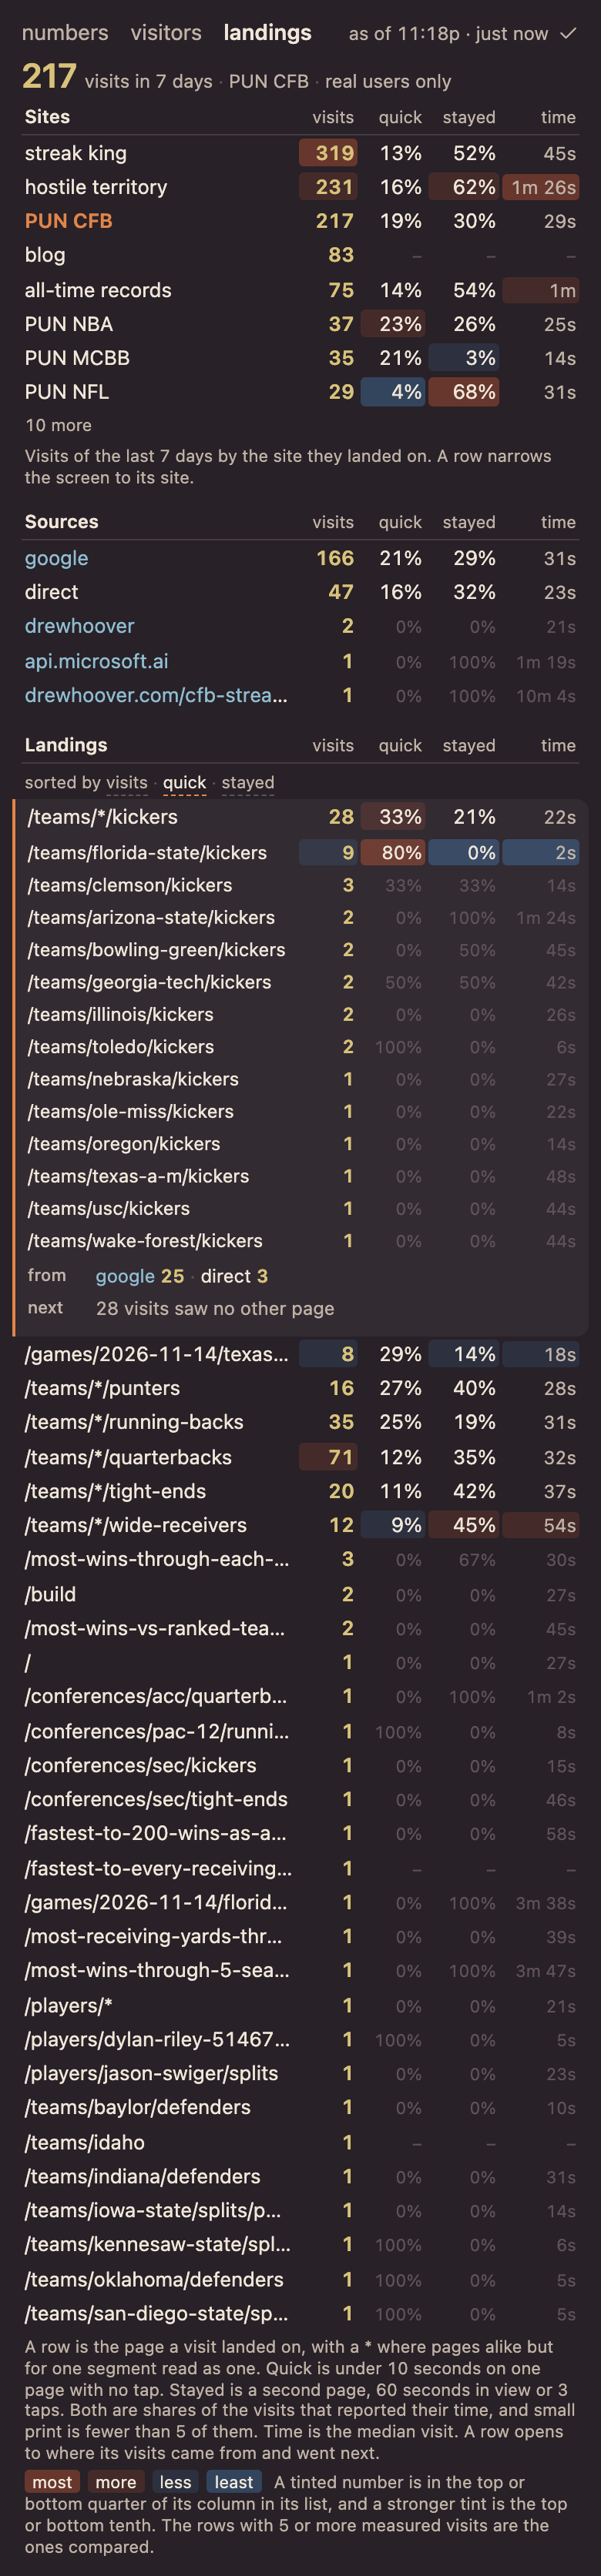 numbers visitors landings as of 11:18p · just now ✓
217 visits in 7 days · PUN CFB · real users only
Sites visits quick stayed time
streak king 319 13% 52% 45s
hostile territory 231 16% 62% 1m 26s
PUN CFB 217 19% 30% 29s
blog 83 – – –
all-time records 75 14% 54% 1m
PUN NBA 37 23% 26% 25s
PUN MCBB 35 21% 3% 14s
PUN NFL 29 4% 68% 31s
10 more
Visits of the last 7 days by the site they landed on. A row narrows
the screen to its site.
Sources visits quick stayed time
google 166 21% 29% 31s
direct 47 16% 32% 23s
drewhoover 2 0% 0% 21s
api.microsoft.ai 1 0% 100% 1m 19s
drewhoover.com/cfb-strea... 1 0% 100% 10m 4s
Landings visits quick stayed time
sorted by visits · quick · stayed
/teams/*/kickers 28 33% 21% 22s
/teams/florida-state/kickers 9 80% 0% 2s
/teams/clemson/kickers 3 33% 33% 14s
/teams/arizona-state/kickers 2 0% 100% 1m 24s
/teams/bowling-green/kickers 2 0% 50% 45s
/teams/georgia-tech/kickers 2 50% 50% 42s
/teams/illinois/kickers 2 0% 0% 26s
/teams/toledo/kickers 2 100% 0% 6s
/teams/nebraska/kickers 1 0% 0% 27s
/teams/ole-miss/kickers 1 0% 0% 22s
/teams/oregon/kickers 1 0% 0% 14s
/teams/texas-a-m/kickers 1 0% 0% 48s
/teams/usc/kickers 1 0% 0% 44s
/teams/wake-forest/kickers 1 0% 0% 44s
from google 25 · direct 3
next 28 visits saw no other page
/games/2026-11-14/texas... 8 29% 14% 18s
/teams/*/punters 16 27% 40% 28s
/teams/*/running-backs 35 25% 19% 31s
/teams/*/quarterbacks 71 12% 35% 32s
/teams/*/tight-ends 20 11% 42% 37s
/teams/*/wide-receivers 12 9% 45% 54s
/most-wins-through-each-... 3 0% 67% 30s
/build 2 0% 0% 27s
/most-wins-vs-ranked-tea... 2 0% 0% 45s
/ 1 0% 0% 27s
/conferences/acc/quarterb... 1 0% 100% 1m 2s
/conferences/pac-12/runni... 1 100% 0% 8s
/conferences/sec/kickers 1 0% 0% 15s
/conferences/sec/tight-ends 1 0% 0% 46s
/fastest-to-200-wins-as-a... 1 0% 0% 58s
/fastest-to-every-receiving... 1 – – –
/games/2026-11-14/florid... 1 0% 100% 3m 38s
/most-receiving-yards-thr... 1 0% 0% 39s
/most-wins-through-5-sea... 1 0% 100% 3m 47s
/players/* 1 0% 0% 21s
/players/dylan-riley-51467... 1 100% 0% 5s
/players/jason-swiger/splits 1 0% 0% 23s
/teams/baylor/defenders 1 0% 0% 10s
/teams/idaho 1 – – –
/teams/indiana/defenders 1 0% 0% 31s
/teams/iowa-state/splits/p... 1 0% 0% 14s
/teams/kennesaw-state/spl... 1 100% 0% 6s
/teams/oklahoma/defenders 1 100% 0% 5s
/teams/san-diego-state/sp... 1 100% 0% 5s
A row is the page a visit landed on, with a * where pages alike but
for one segment read as one. Quick is under 10 seconds on one
page with no tap. Stayed is a second page, 60 seconds in view or 3
taps. Both are shares of the visits that reported their time, and small
print is fewer than 5 of them. Time is the median visit. A row opens
to where its visits came from and went next.
most more less least A tinted number is in the top or
bottom quarter of its column in its list, and a stronger tint is the top
or bottom tenth. The rows with 5 or more measured visits are the
ones compared.